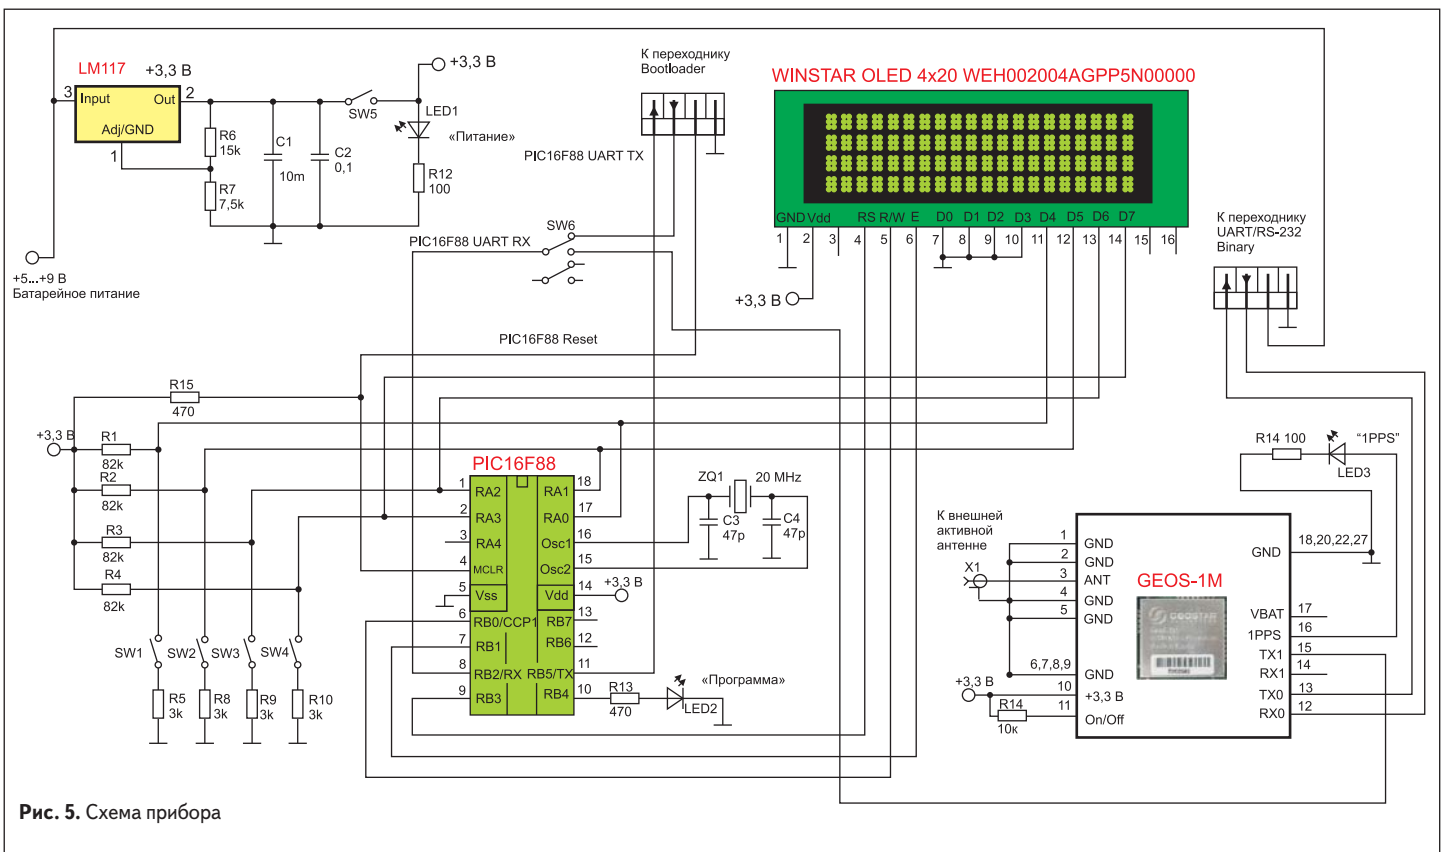 LM117
+3,3 В
3
Input
Out
2
Adj/GND
1
R6
15k
R7
7,5k
C1
10m
C2
0,1
SW5
+3,3 В
LED1
«Питание»
R12
100
+5...+9 В
Батарейное питание
К переходнику
Bootloader
PIC16F88 UART TX
SW6
PIC16F88 UART RX
PIC16F88 Reset
WINSTAR OLED 4x20 WEH002004AGPP5N00000
GND Vdd RS R/W E D0 D1 D2 D3 D4 D5 D6 D7
1 2 3 4 5 6 7 8 9 10 11 12 13 14 15 16
+3,3 В
К переходнику
UART/RS-232
Binary
R15
470
+3,3 В
R1
82k
R2
82k
R3
82k
R4
82k
SW1
SW2
SW3
SW4
R5
3k
R8
3k
R9
3k
R10
3k
PIC16F88
1
RA2
RA1
18
2
RA3
RA0
17
3
RA4
Osc1
16
4
MCLR
Osc2
15
5
Vss
Vdd
14
+3,3 В
6
RB0/CCP1
RB7
13
7
RB1
RB6
12
8
RB2/RX
RB5/TX
11
9
RB3
RB4
10
ZQ1
20 MHz
C3
47p
C4
47p
R13
470
«Программа»
LED2
R14 100
"1PPS"
LED3
К внешней
активной
антенне
X1
GEOS-1M
1
GND
2
GND
3
ANT
4
GND
5
GND
6,7,8,9
GND
10
+3,3 В
11
On/Off
+3,3 В
R14
10к
18,20,22,27
GND
VBAT
17
1PPS
16
TX1
15
RX1
14
TX0
13
RX0
12
Рис. 5. Схема прибора